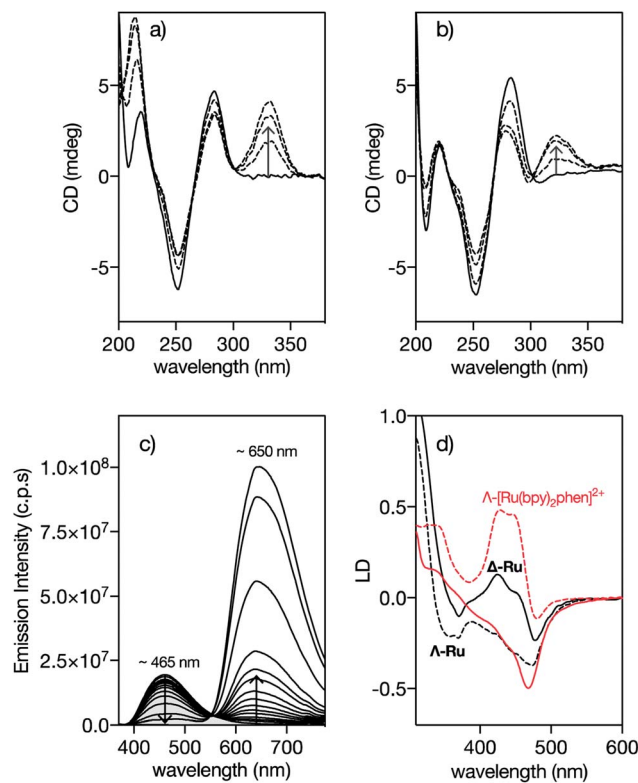 a)
5
0
-5
CD (mdeg)
200 250 300 350
wavelength (nm)
b)
5
0
-5
CD (mdeg)
200 250 300 350
wavelength (nm)
c)
~ 650 nm
~ 465 nm
1.0×10⁸
7.5×10⁷
5.0×10⁷
2.5×10⁷
0.0
Emission Intensity (c.p.s)
400 500 600 700
wavelength (nm)
d)
1.0
0.5
0.0
-0.5
LD
Λ-[Ru(bpy)₂phen]²⁺
Δ-Ru
Λ-Ru
400 500 600
wavelength (nm)